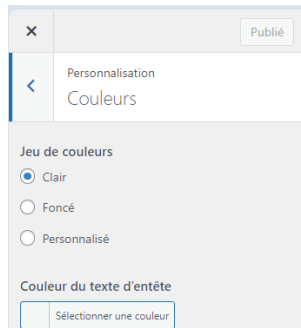 Publié
Personnalisation
Couleurs
Jeu de couleurs
Clair
Foncé
Personnalisé
Couleur du texte d’entête
Sélectionner une couleur